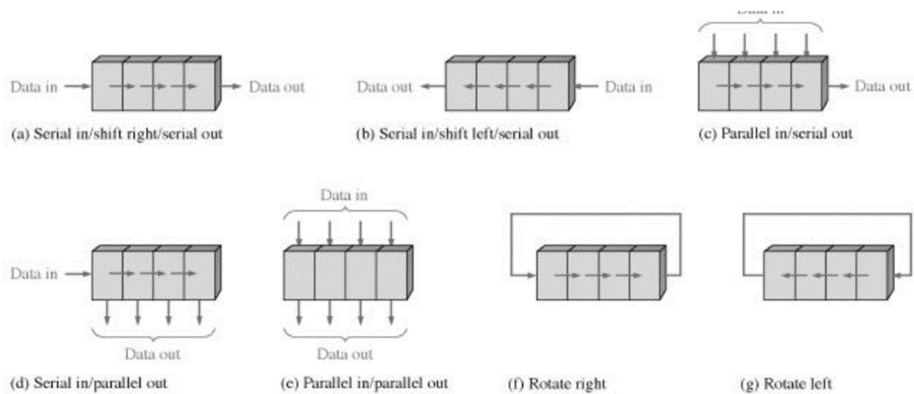 Data in
Data out
Data out
Data in
Data in
Data out
(a) Serial in/shift right/serial out
(b) Serial in/shift left/serial out
(c) Parallel in/serial out
Data in
Data in
Data out
Data out
(d) Serial in/parallel out
(e) Parallel in/parallel out
(f) Rotate right
(g) Rotate left